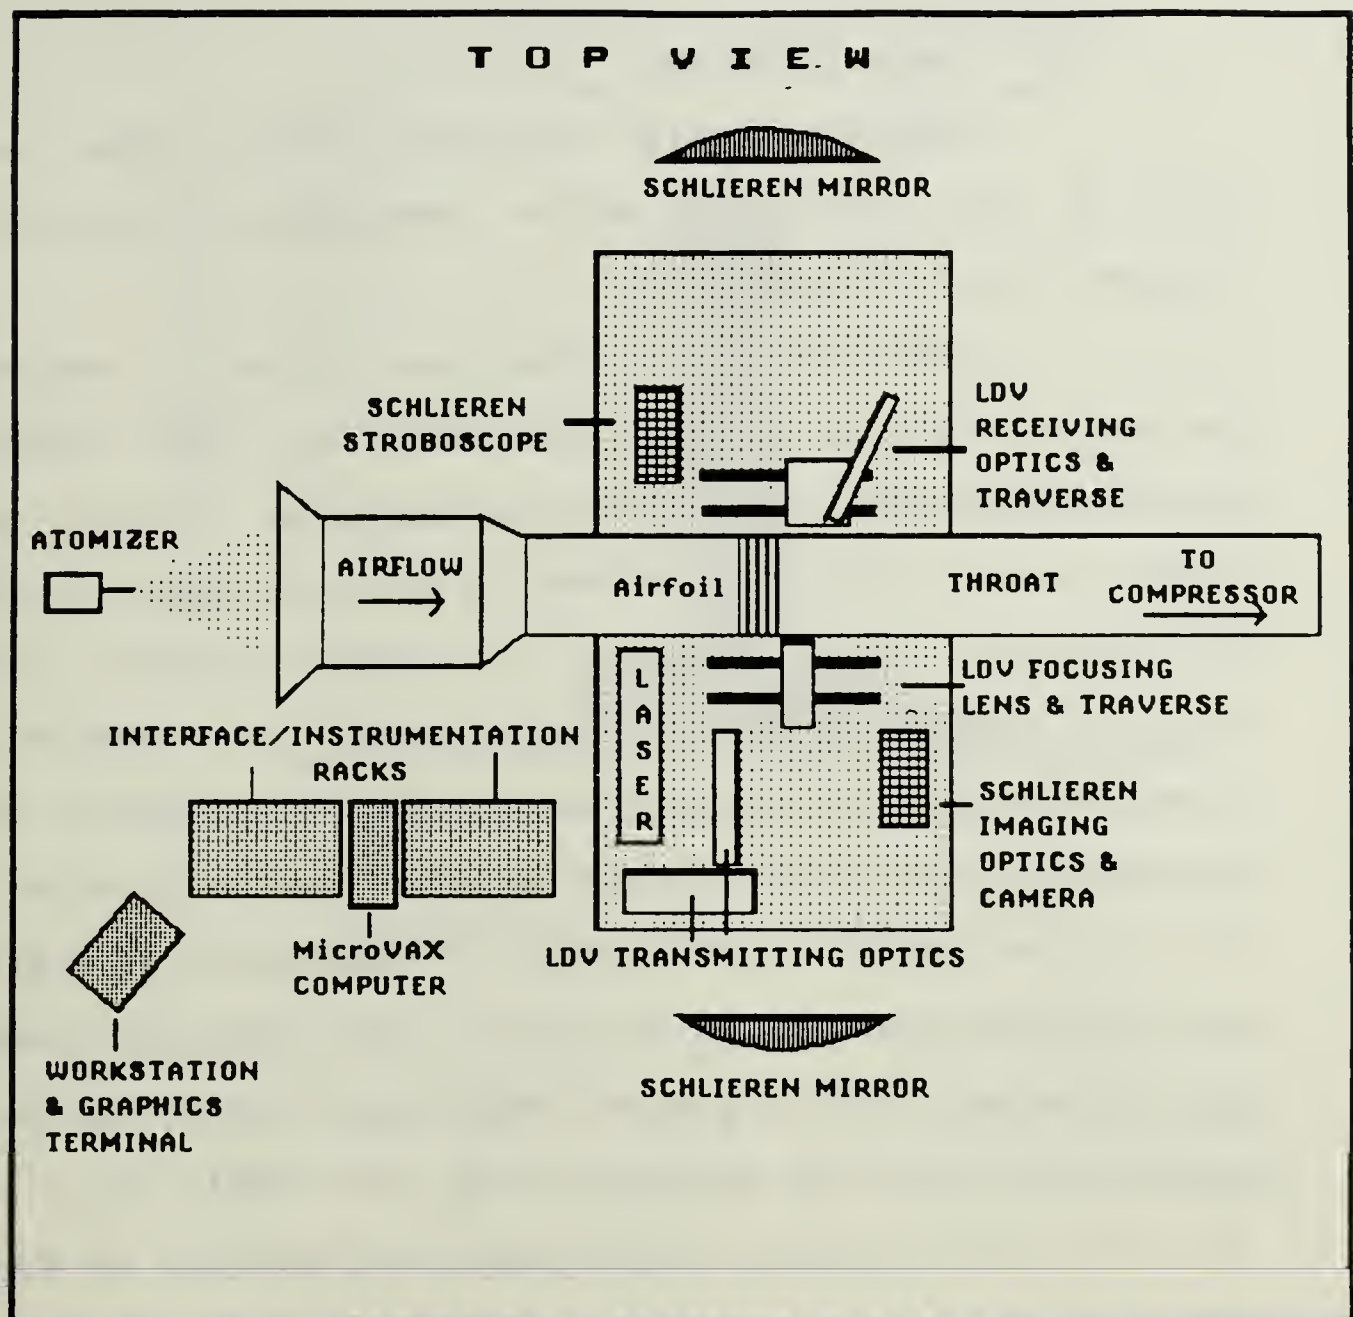 TOP VIEW
SCHLIEREN MIRROR
SCHLIEREN
STROBOSCOPE
LDV
RECEIVING
OPTICS &
TRAVERSE
ATOMIZER
AIRFLOW
Airfoil
THROAT
TO
COMPRESSOR
LASER
LDV FOCUSING
LENS & TRAVERSE
INTERFACE/INSTRUMENTATION
RACKS
SCHLIEREN
IMAGING
OPTICS &
CAMERA
MicroVAX
COMPUTER
LDV TRANSMITTING OPTICS
WORKSTATION
& GRAPHICS
TERMINAL
SCHLIEREN MIRROR